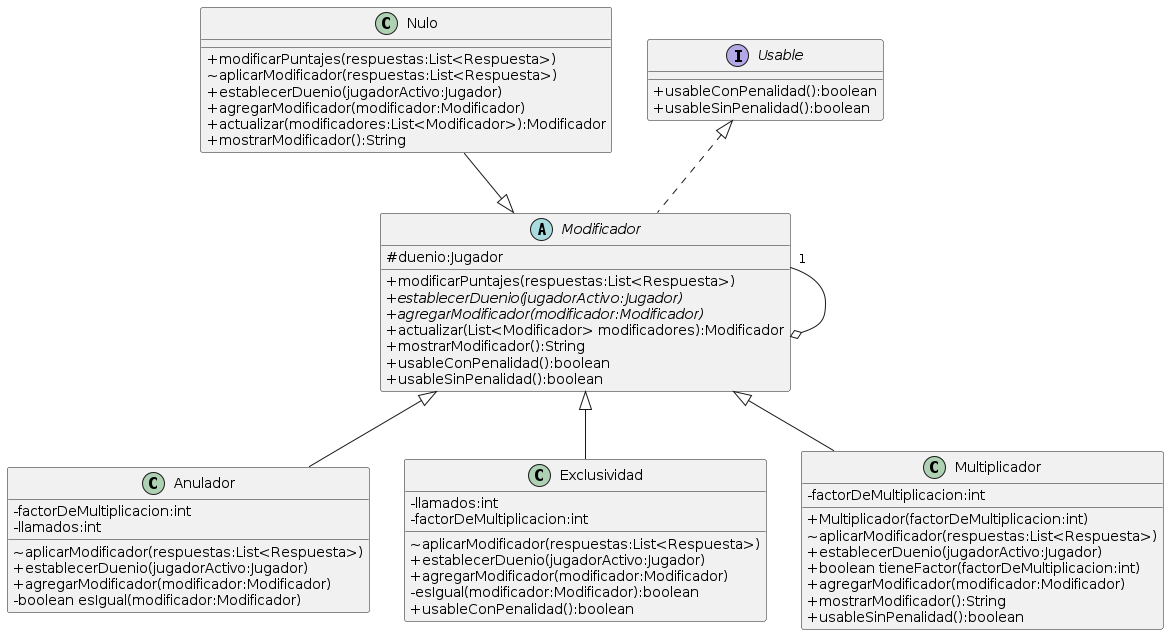 C Nulo
+modificarPuntajes(respuestas:List<Respuesta>)
~aplicarModificador(respuestas:List<Respuesta>)
+establecerDuenio(jugadorActivo:Jugador)
+agregarModificador(modificador:Modificador)
+actualizar(modificadores:List<Modificador>):Modificador
+mostrarModificador():String
I Usable
+usableConPenalidad():boolean
+usableSinPenalidad():boolean
A Modificador
#duenio:Jugador
+modificarPuntajes(respuestas:List<Respuesta>)
+establecerDuenio(jugadorActivo:Jugador)
+agregarModificador(modificador:Modificador)
+actualizar(List<Modificador> modificadores):Modificador
+mostrarModificador():String
+usableConPenalidad():boolean
+usableSinPenalidad():boolean
1
C Anulador
-factorDeMultiplicacion:int
-llamados:int
~aplicarModificador(respuestas:List<Respuesta>)
+establecerDuenio(jugadorActivo:Jugador)
+agregarModificador(modificador:Modificador)
-boolean esIgual(modificador:Modificador)
C Exclusividad
-llamados:int
-factorDeMultiplicacion:int
~aplicarModificador(respuestas:List<Respuesta>)
+establecerDuenio(jugadorActivo:Jugador)
+agregarModificador(modificador:Modificador)
-esIgual(modificador:Modificador):boolean
+usableConPenalidad():boolean
C Multiplicador
-factorDeMultiplicacion:int
+Multiplicador(factorDeMultiplicacion:int)
~aplicarModificador(respuestas:List<Respuesta>)
+establecerDuenio(jugadorActivo:Jugador)
+boolean tieneFactor(factorDeMultiplicacion:int)
+agregarModificador(modificador:Modificador)
+mostrarModificador():String
+usableSinPenalidad():boolean